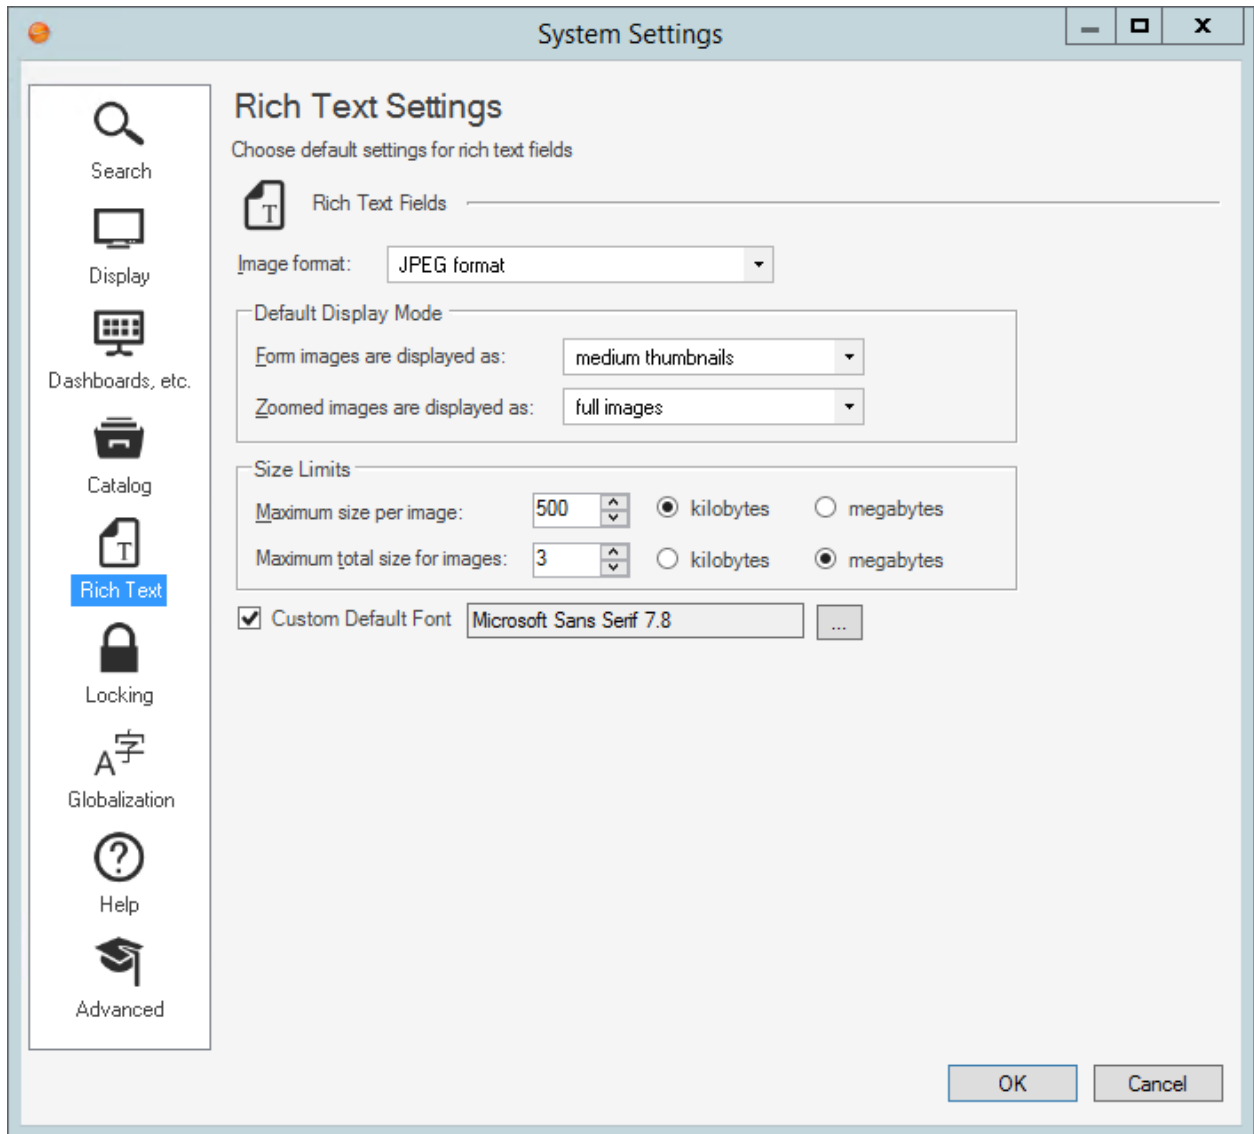 System Settings
Search
Display
Dashboards, etc.
Catalog
Rich Text
Locking
Globalization
Help
Advanced
Rich Text Settings
Choose default settings for rich text fields
Rich Text Fields
Image format: JPEG format
Default Display Mode
Form images are displayed as: medium thumbnails
Zoomed images are displayed as: full images
Size Limits
Maximum size per image: 500 kilobytes megabytes
Maximum total size for images: 3 kilobytes megabytes
Custom Default Font Microsoft Sans Serif 7.8 ...
OK Cancel